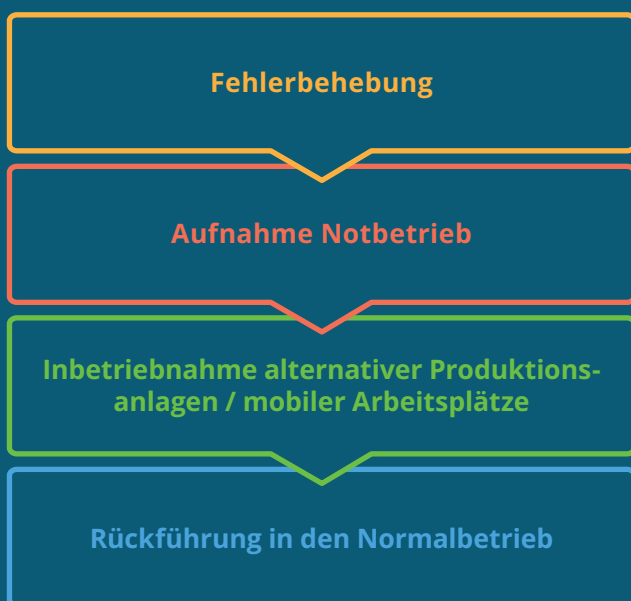 Fehlerbehebung
Aufnahme Notbetrieb
Inbetriebnahme alternativer Produktions-
anlagen / mobiler Arbeitsplätze
Rückführung in den Normalbetrieb